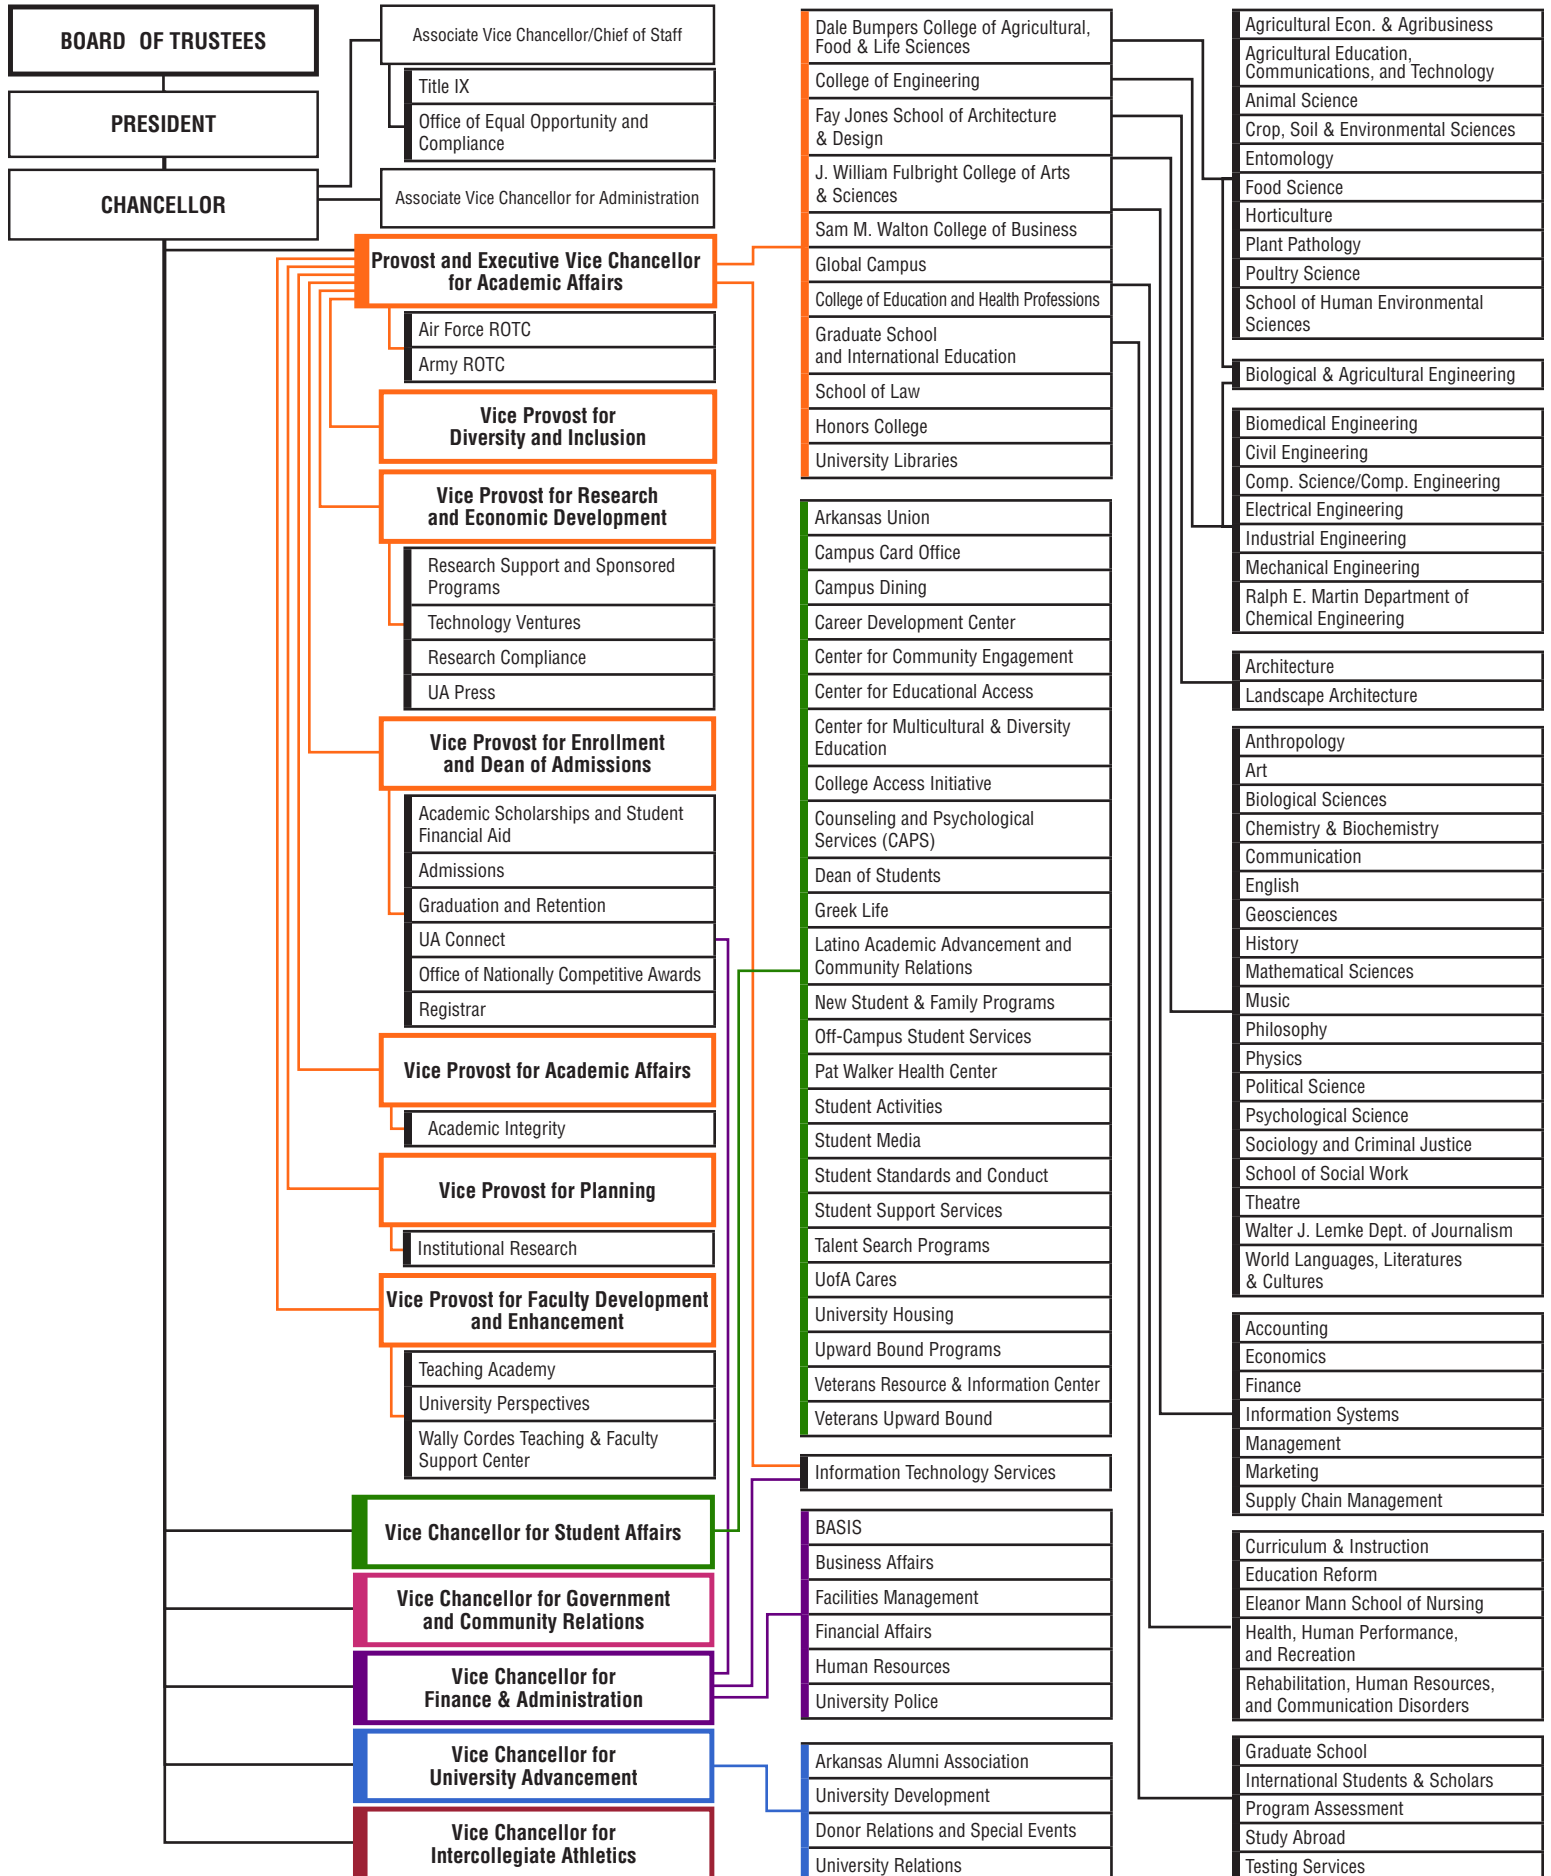 BOARD OF TRUSTEES
PRESIDENT
CHANCELLOR
Associate Vice Chancellor/Chief of Staff
Title IX
Office of Equal Opportunity and
Compliance
Associate Vice Chancellor for Administration
Provost and Executive Vice Chancellor
for Academic Affairs
Air Force ROTC
Army ROTC
Vice Provost for
Diversity and Inclusion
Vice Provost for Research
and Economic Development
Research Support and Sponsored
Programs
Technology Ventures
Research Compliance
UA Press
Vice Provost for Enrollment
and Dean of Admissions
Academic Scholarships and Student
Financial Aid
Admissions
Graduation and Retention
UA Connect
Office of Nationally Competitive Awards
Registrar
Vice Provost for Academic Affairs
Academic Integrity
Vice Provost for Planning
Institutional Research
Vice Provost for Faculty Development
and Enhancement
Teaching Academy
University Perspectives
Wally Cordes Teaching & Faculty
Support Center
Vice Chancellor for Student Affairs
Vice Chancellor for Government
and Community Relations
Vice Chancellor for
Finance & Administration
Vice Chancellor for
University Advancement
Vice Chancellor for
Intercollegiate Athletics
Dale Bumpers College of Agricultural,
Food & Life Sciences
College of Engineering
Fay Jones School of Architecture
& Design
J. William Fulbright College of Arts
& Sciences
Sam M. Walton College of Business
Global Campus
College of Education and Health Professions
Graduate School
and International Education
School of Law
Honors College
University Libraries
Arkansas Union
Campus Card Office
Campus Dining
Career Development Center
Center for Community Engagement
Center for Educational Access
Center for Multicultural & Diversity
Education
College Access Initiative
Counseling and Psychological
Services (CAPS)
Dean of Students
Greek Life
Latino Academic Advancement and
Community Relations
New Student & Family Programs
Off-Campus Student Services
Pat Walker Health Center
Student Activities
Student Media
Student Standards and Conduct
Student Support Services
Talent Search Programs
UofA Cares
University Housing
Upward Bound Programs
Veterans Resource & Information Center
Veterans Upward Bound
Information Technology Services
BASIS
Business Affairs
Facilities Management
Financial Affairs
Human Resources
University Police
Arkansas Alumni Association
University Development
Donor Relations and Special Events
University Relations
Agricultural Econ. & Agribusiness
Agricultural Education,
Communications, and Technology
Animal Science
Crop, Soil & Environmental Sciences
Entomology
Food Science
Horticulture
Plant Pathology
Poultry Science
School of Human Environmental
Sciences
Biological & Agricultural Engineering
Biomedical Engineering
Civil Engineering
Comp. Science/Comp. Engineering
Electrical Engineering
Industrial Engineering
Mechanical Engineering
Ralph E. Martin Department of
Chemical Engineering
Architecture
Landscape Architecture
Anthropology
Art
Biological Sciences
Chemistry & Biochemistry
Communication
English
Geosciences
History
Mathematical Sciences
Music
Philosophy
Physics
Political Science
Psychological Science
Sociology and Criminal Justice
School of Social Work
Theatre
Walter J. Lemke Dept. of Journalism
World Languages, Literatures
& Cultures
Accounting
Economics
Finance
Information Systems
Management
Marketing
Supply Chain Management
Curriculum & Instruction
Education Reform
Eleanor Mann School of Nursing
Health, Human Performance,
and Recreation
Rehabilitation, Human Resources,
and Communication Disorders
Graduate School
International Students & Scholars
Program Assessment
Study Abroad
Testing Services